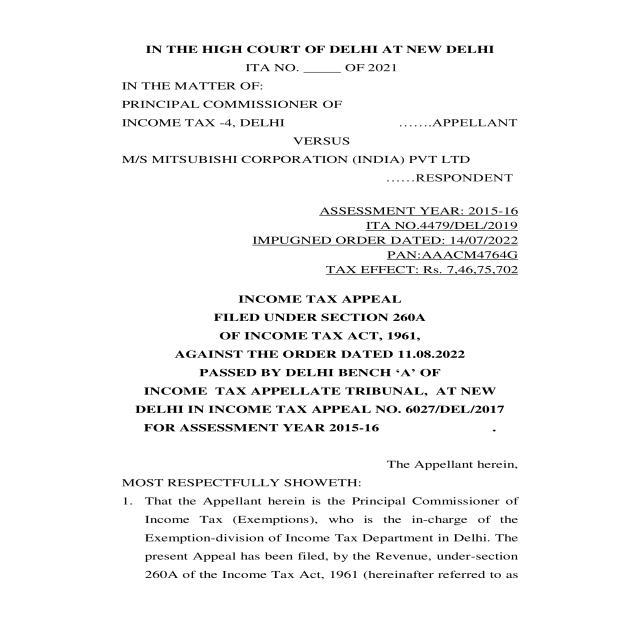 IN THE HIGH COURT OF DELHI AT NEW DELHI
ITA NO. _____ OF 2021
IN THE MATTER OF:
PRINCIPAL COMMISSIONER OF
INCOME TAX -4, DELHI …….APPELLANT
VERSUS
M/S MITSUBISHI CORPORATION (INDIA) PVT LTD
……RESPONDENT
ASSESSMENT YEAR: 2015-16
ITA NO.4479/DEL/2019
IMPUGNED ORDER DATED: 14/07/2022
PAN:AAACM4764G
TAX EFFECT: Rs. 7,46,75,702
INCOME TAX APPEAL
FILED UNDER SECTION 260A
OF INCOME TAX ACT, 1961,
AGAINST THE ORDER DATED 11.08.2022
PASSED BY DELHI BENCH ‘A’ OF
INCOME TAX APPELLATE TRIBUNAL, AT NEW
DELHI IN INCOME TAX APPEAL NO. 6027/DEL/2017
FOR ASSESSMENT YEAR 2015-16 .
The Appellant herein,
MOST RESPECTFULLY SHOWETH:
1. That the Appellant herein is the Principal Commissioner of
Income Tax (Exemptions), who is the in-charge of the
Exemption-division of Income Tax Department in Delhi. The
present Appeal has been filed, by the Revenue, under-section
260A of the Income Tax Act, 1961 (hereinafter referred to as